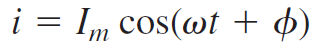 i = I_m cos(ωt + ϕ)